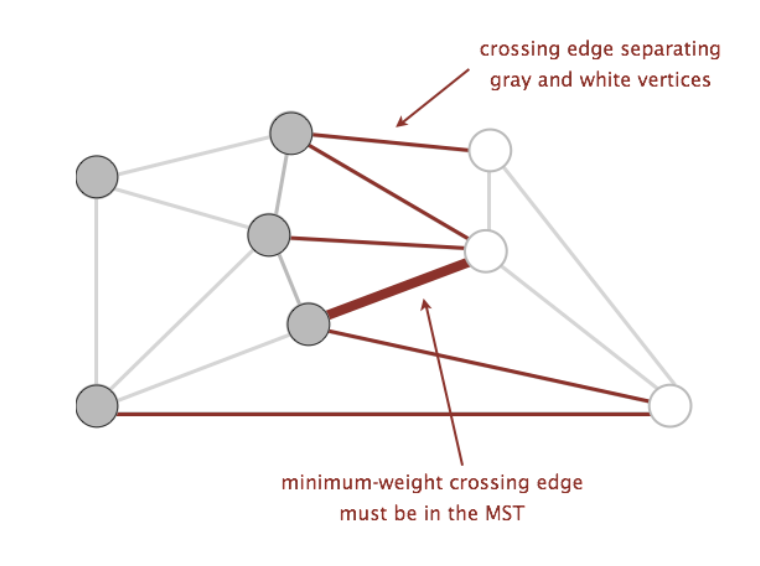 crossing edge separating
gray and white vertices
minimum-weight crossing edge
must be in the MST